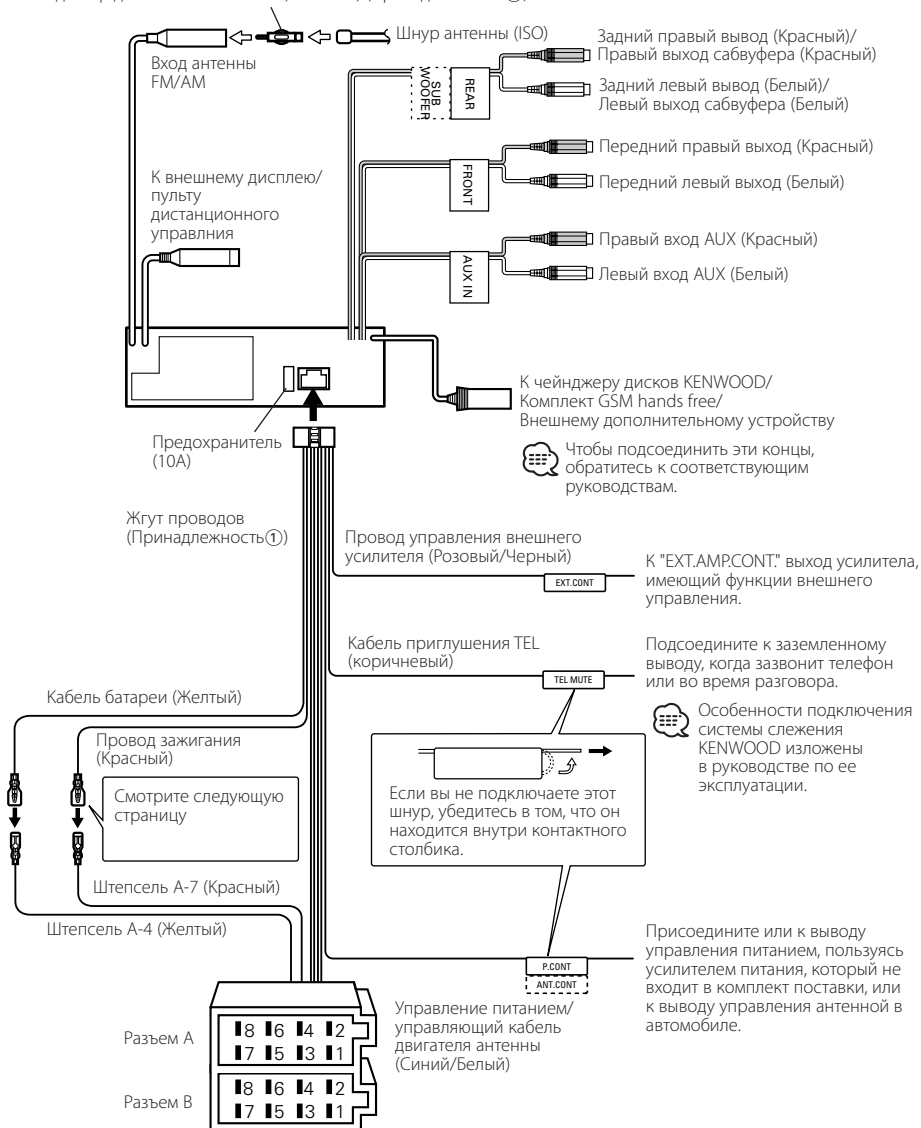 Шнур антенны (ISO)
Вход антенны
FM/AM
Задний правый вывод (Красный)/
Правый выход сабвуфера (Красный)
Задний левый вывод (Белый)/
Левый выход сабвуфера (Белый)
SUB
WOOFER
REAR
Передний правый выход (Красный)
Передний левый выход (Белый)
FRONT
К внешнему дисплею/
пульту
дистанционного
управлния
Правый вход AUX (Красный)
Левый вход AUX (Белый)
AUX IN
К чейнджеру дисков KENWOOD/
Комплект GSM hands free/
Внешнему дополнительному устройству
Чтобы подсоединить эти концы,
обратитесь к соответствующим
руководствам.
Предохранитель
(10A)
Жгут проводов
(Принадлежность①)
Провод управления внешнего
усилителя (Розовый/Черный)
EXT.CONT
К "EXT.AMP.CONT." выход усилитела,
имеющий функции внешнего
управления.
Кабель приглушения TEL
(коричневый)
TEL MUTE
Подсоедините к заземленному
выводу, когда зазвонит телефон
или во время разговора.
Особенности подключения
системы слежения
KENWOOD изложены
в руководстве по ее
эксплуатации.
Кабель батареи (Желтый)
Провод зажигания
(Красный)
Смотрите следующую
страницу
Если вы не подключаете этот
шнур, убедитесь в том, что он
находится внутри контактного
столбика.
Штепсель A-7 (Красный)
Штепсель A-4 (Желтый)
P.CONT
ANT.CONT
Присоедините или к выводу
управления питанием, пользуясь
усилителем питания, который не
входит в комплект поставки, или
к выводу управления антенной в
автомобиле.
Управление питанием/
управляющий кабель
двигателя антенны
(Синий/Белый)
Разъем A
8 6 4 2
7 5 3 1
Разъем B
8 6 4 2
7 5 3 1